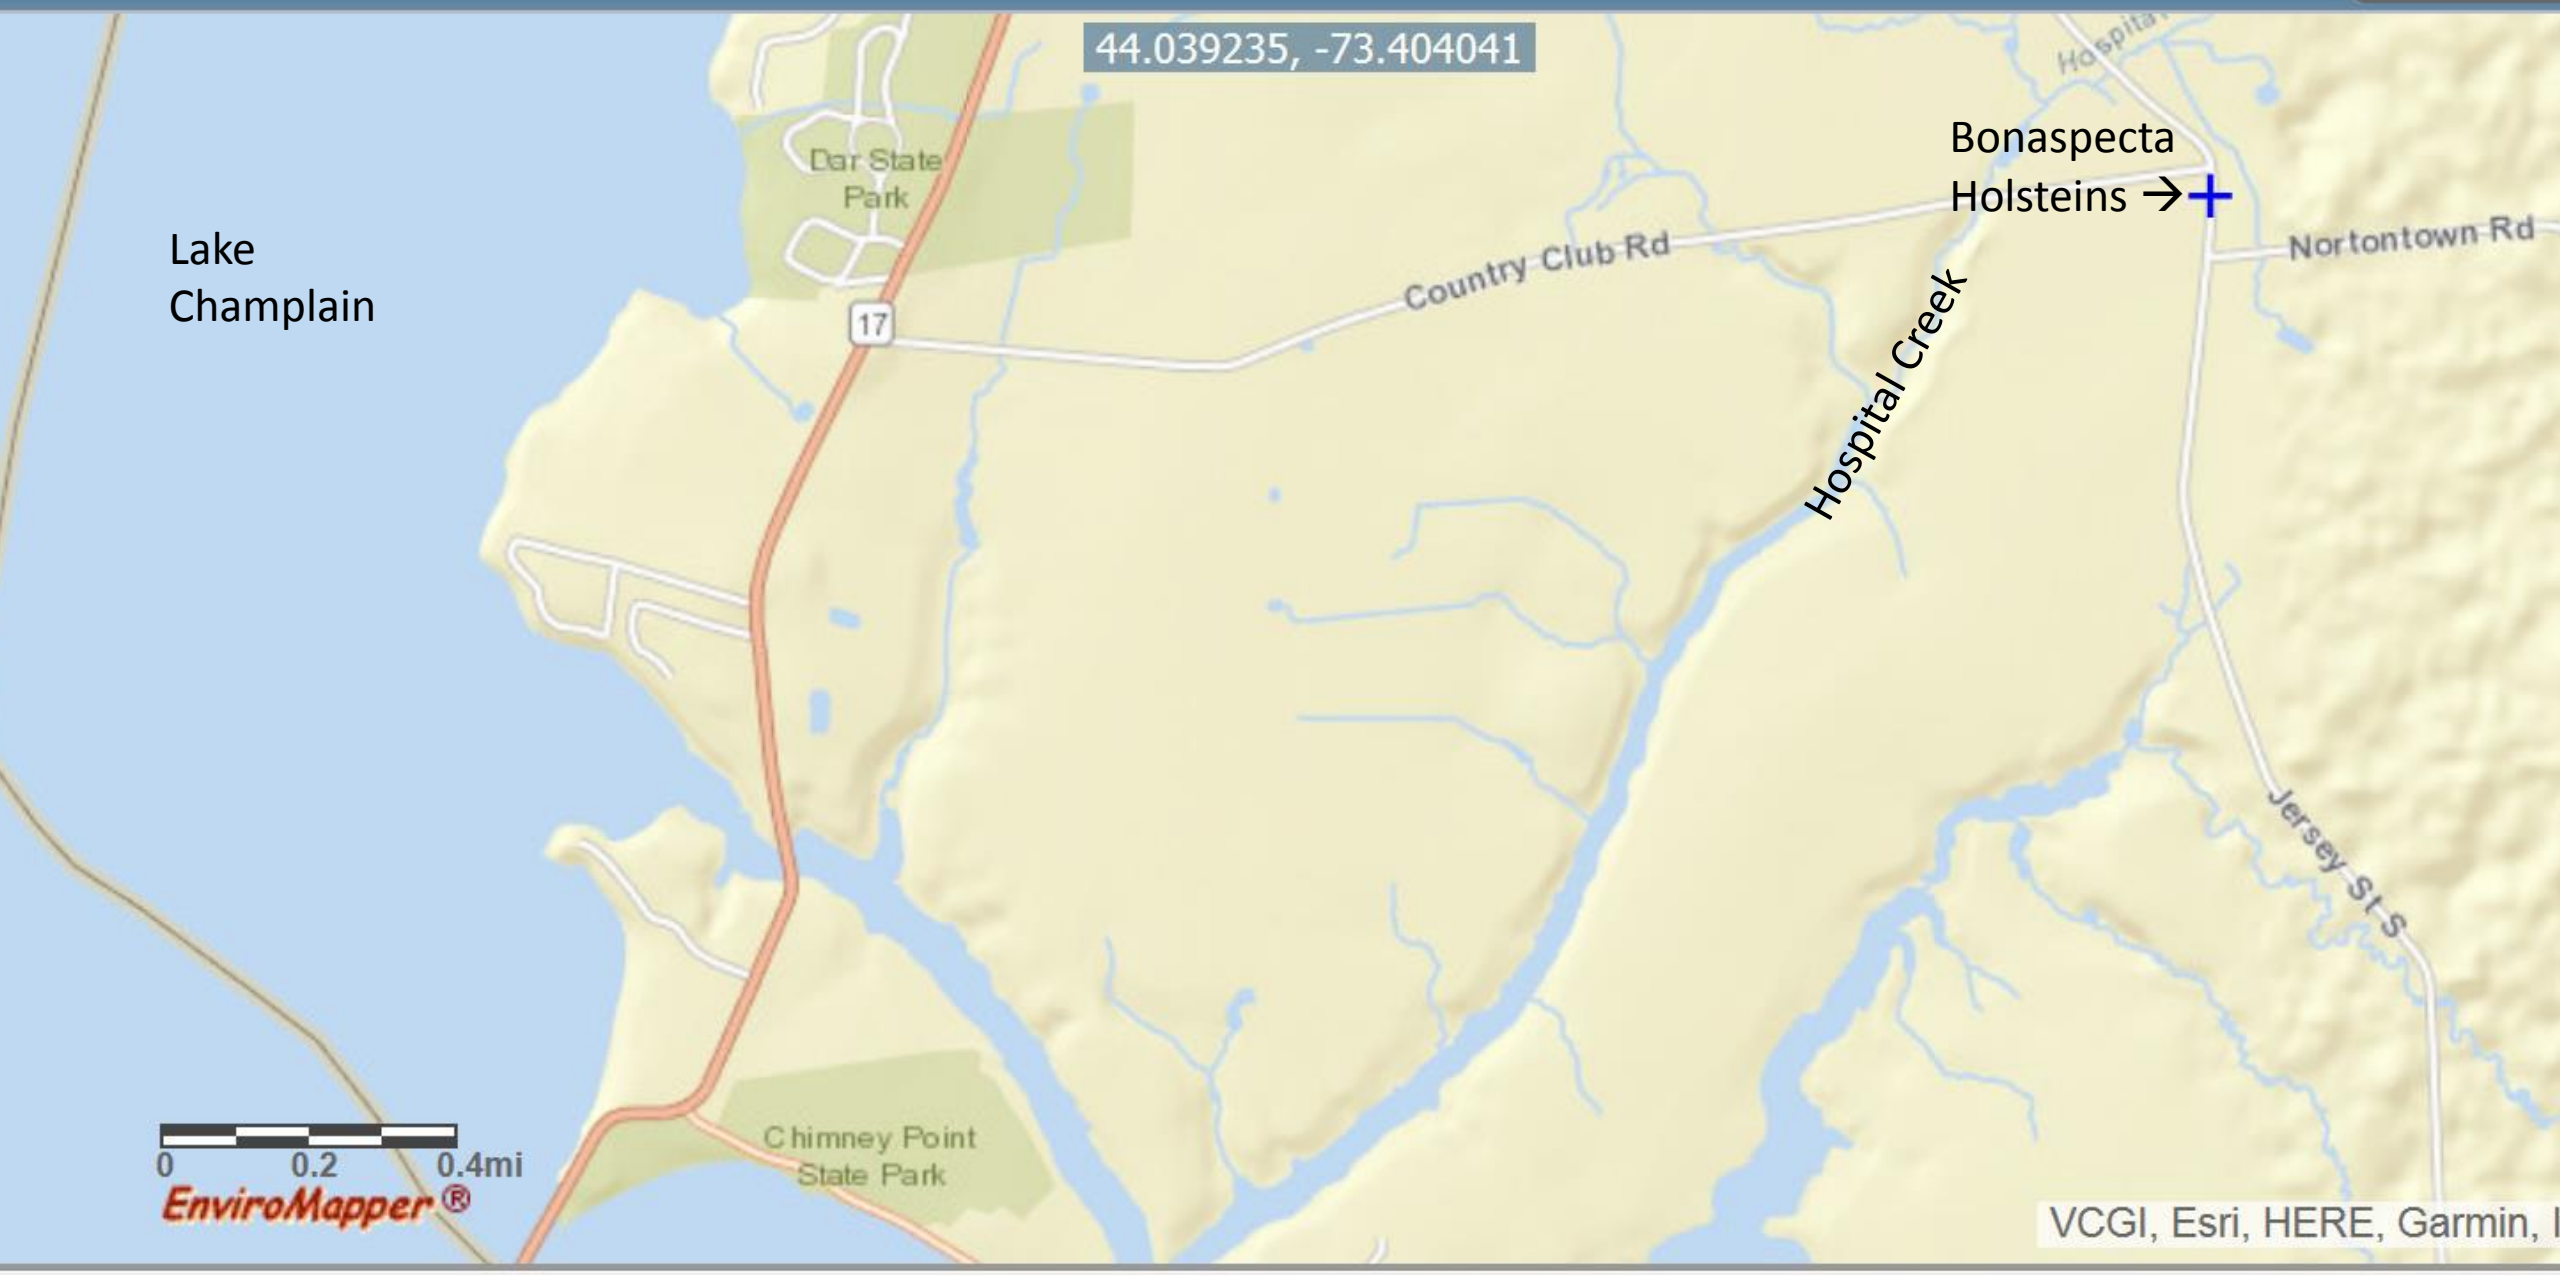 44.039235, -73.404041
Hospita
Bonaspecta
Holsteins →
Dar State
Park
Lake
Champlain
Country Club Rd
Nortontown Rd
Hospital Creek
17
Jersey St S
Chimney Point
State Park
0 0.2 0.4mi
EnviroMapper ®
VCGI, Esri, HERE, Garmin,